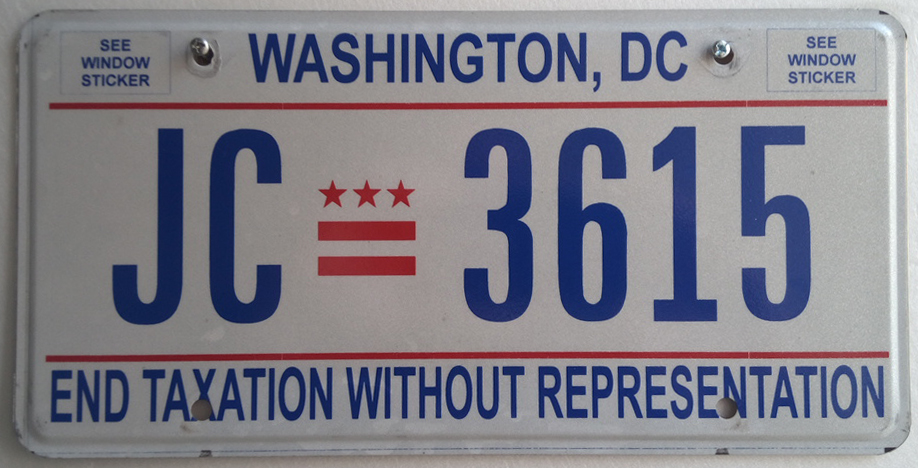 SEE
WINDOW
STICKER
WASHINGTON, DC
SEE
WINDOW
STICKER
JC 3615
END TAXATION WITHOUT REPRESENTATION